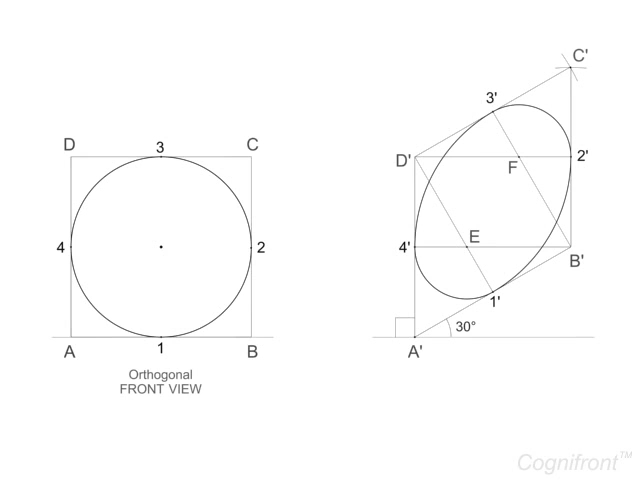 C'
3'
D
3
C
D'
F
2'
4
2
4'
E
B'
1'
30°
A
1
B
A'
Orthogonal
FRONT VIEW
Cognifront™